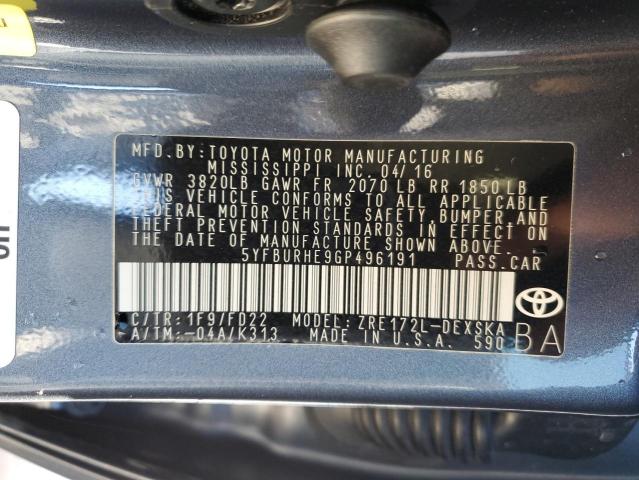 MFD.BY:TOYOTA MOTOR MANUFACTURING
MISSISSIPPI INC. 04/16
GVWR 3820LB GAWR FR 2070 LB RR 1850 LB
THIS VEHICLE CONFORMS TO ALL APPLICABLE
FEDERAL MOTOR VEHICLE SAFETY, BUMPER AND
THEFT PREVENTION STANDARDS IN EFFECT ON
THE DATE OF MANUFACTURE SHOWN ABOVE.
5YFBURHE9GP496191 PASS.CAR
C/TR:1F9/FD22 MODEL:ZRE172L-DEXSKA
A/TM:-04A/K313 MADE IN U.S.A. 590
BA